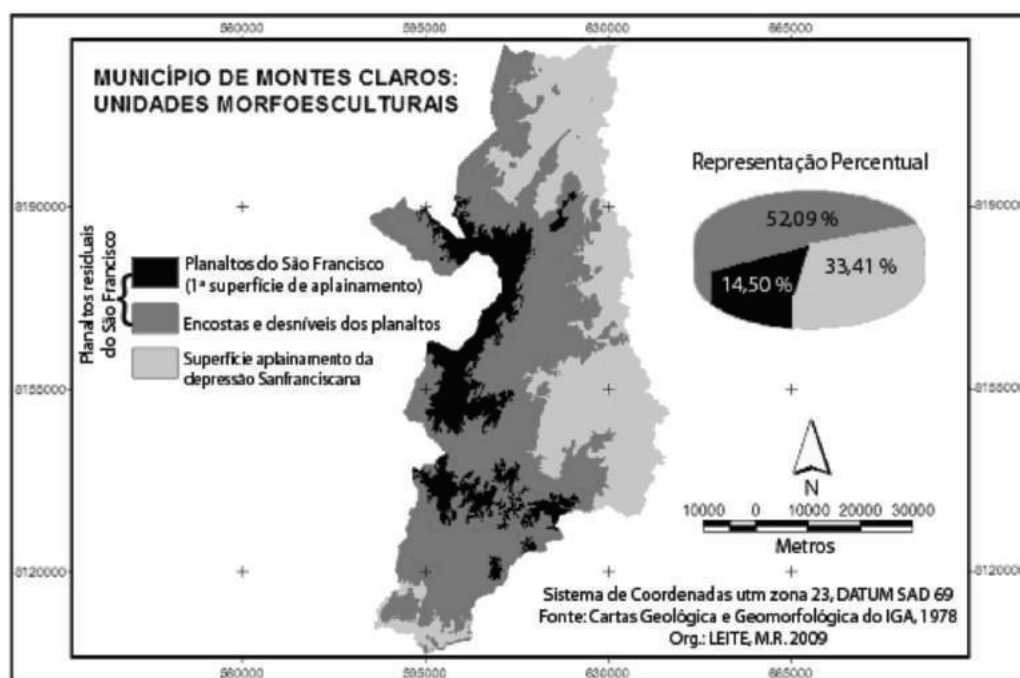 560000
595000
630000
665000
MUNICÍPIO DE MONTES CLAROS:
UNIDADES MORFOESCULTURAIS
Representação Percentual
52,09 %
33,41 %
14,50 %
8190000
8190000
Planaltos residuais
do São Francisco
Planaltos do São Francisco
(1ª superfície de aplainamento)
Encostas e desníveis dos planaltos
Superfície aplainamento da
depressão Sanfranciscana
8155000
8155000
N
10000 0 10000 20000 30000
Metros
8120000
8120000
Sistema de Coordenadas utm zona 23, DATUM SAD 69
Fonte: Cartas Geológica e Geomorfológica do IGA, 1978
Org.: LEITE, M.R. 2009
560000
595000
630000
665000